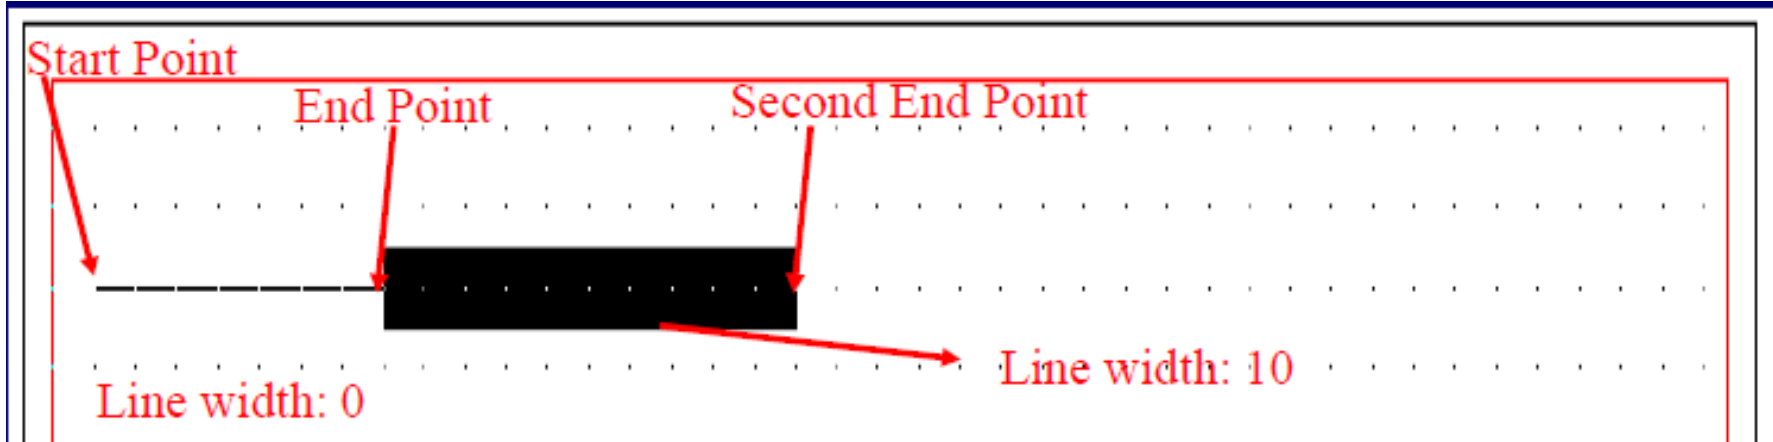 Start Point
End Point
Second End Point
Line width: 10
Line width: 0